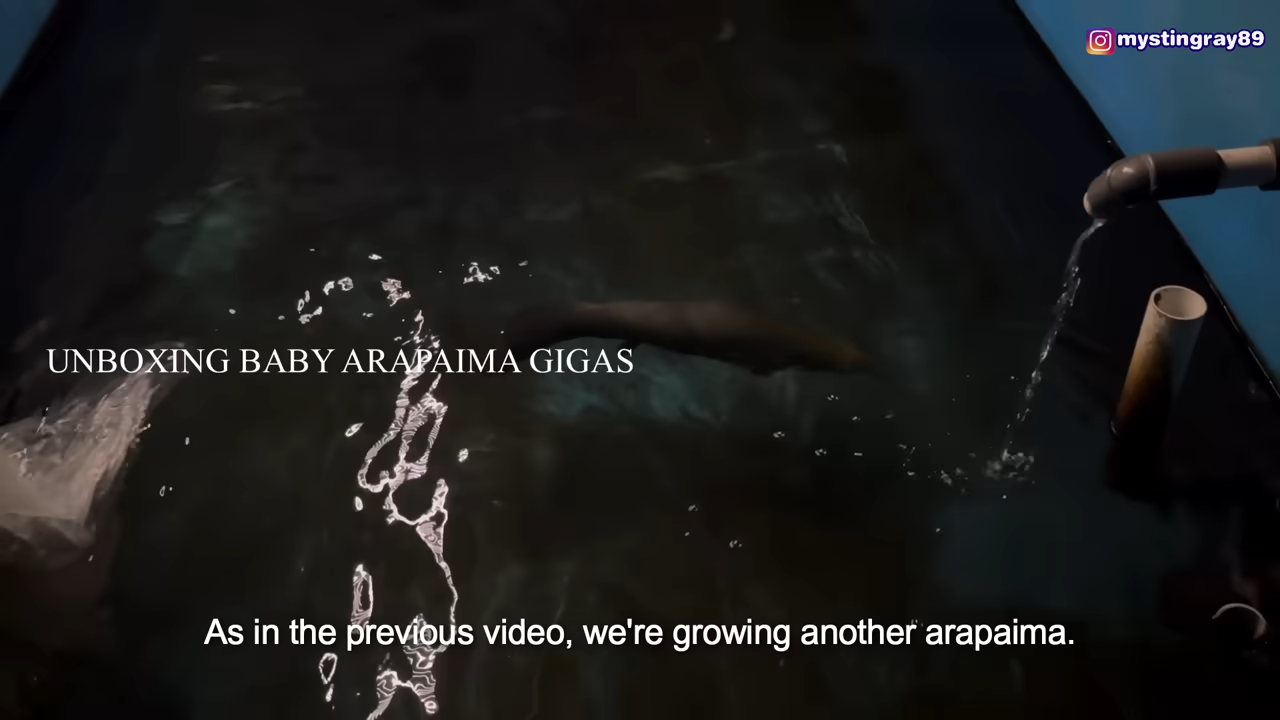 mystingray89
UNBOXING BABY ARAPAIMA GIGAS
As in the previous video, we're growing another arapaima.